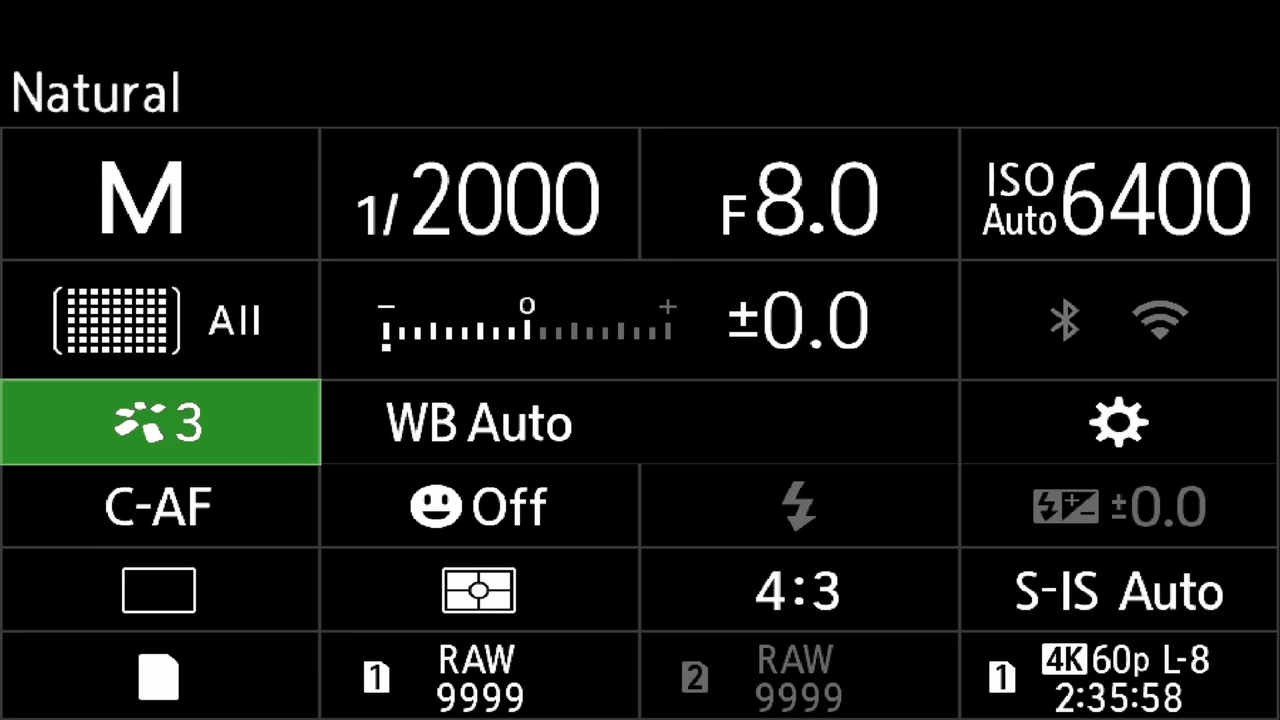 Natural
M 1/2000 F8.0 ISO Auto 6400
All − 0 + ±0.0
3 WB Auto
C-AF Off ±0.0
4:3 S-IS Auto
1 RAW 9999 2 RAW 9999 1 4K 60p L-8 2:35:58